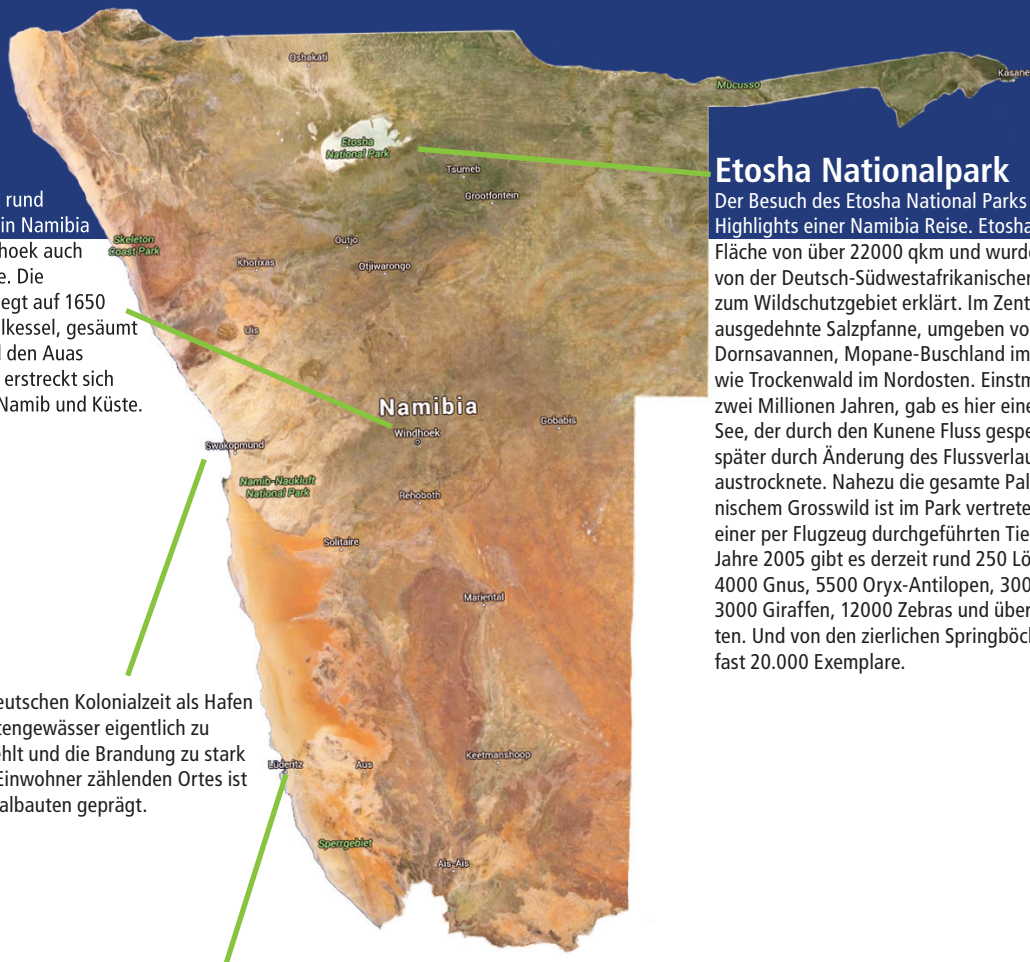 rund
in Namibia
hoek auch
e. Die
egt auf 1650
lkessel, gesäumt
den Auas
erstreckt sich
Namib und Küste.
Oshakati
Mucusso
Kasane
Etosha
National Park
Tsumeb
Grootfontein
Skeleton
Coast Park
Outjo
Khorixas
Otjiwarongo
Uis
Namibia
Windhoek
Gobabis
Swakopmund
Namib-Naukluft
National Park
Rehoboth
Solitaire
Mariental
Keetmanshoop
Lüderitz
Aus
Sperrgebiet
Ais-Ais
Etosha Nationalpark
Der Besuch des Etosha National Parks
Highlights einer Namibia Reise. Etosha
Fläche von über 22000 qkm und wurde
von der Deutsch-Südwestafrikanischen
zum Wildschutzgebiet erklärt. Im Zent
ausgedehnte Salzpfanne, umgeben vo
Dornsavannen, Mopane-Buschland im
wie Trockenwald im Nordosten. Einstm
zwei Millionen Jahren, gab es hier eine
See, der durch den Kunene Fluss gespe
später durch Änderung des Flussverlau
austrocknete. Nahezu die gesamte Pal
nischem Grosswild ist im Park vertrete
einer per Flugzeug durchgeführten Tie
Jahre 2005 gibt es derzeit rund 250 Lö
4000 Gnus, 5500 Oryx-Antilopen, 300
3000 Giraffen, 12000 Zebras und über
ten. Und von den zierlichen Springböc
fast 20.000 Exemplare.
eutschen Kolonialzeit als Hafen
tengewässer eigentlich zu
ehlt und die Brandung zu stark
Einwohner zählenden Ortes ist
albauten geprägt.